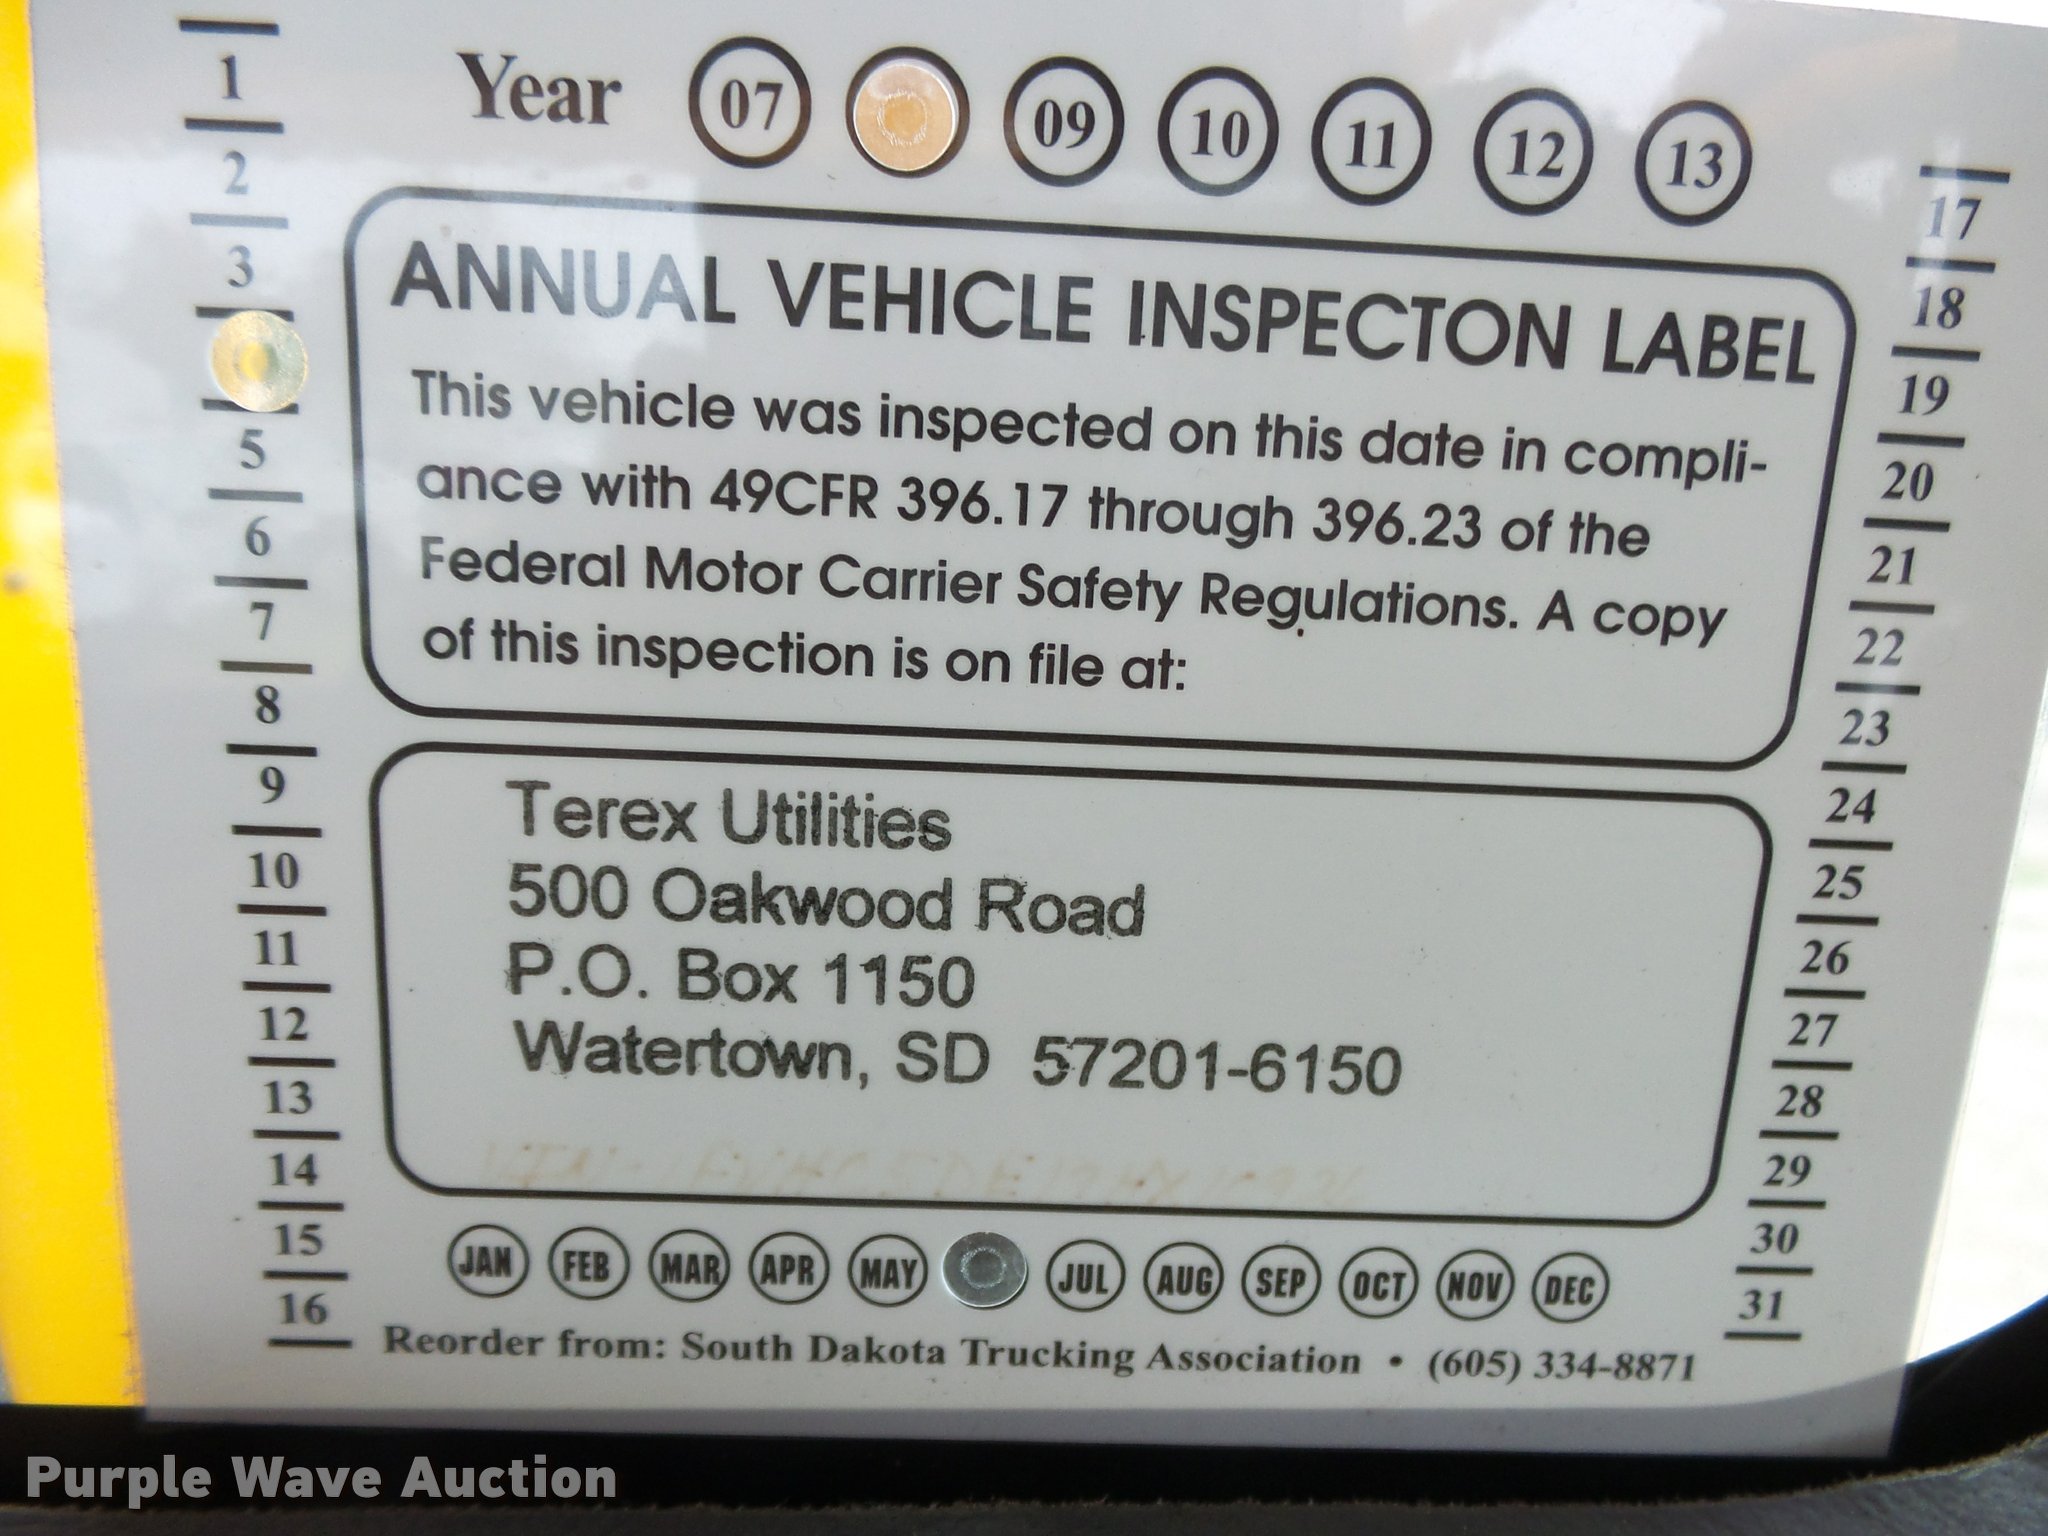 Year 07 09 10 11 12 13
1
2
3
5
6
7
8
9
10
11
12
13
14
15
16
ANNUAL VEHICLE INSPECTON LABEL
This vehicle was inspected on this date in compli-
ance with 49CFR 396.17 through 396.23 of the
Federal Motor Carrier Safety Regulations. A copy
of this inspection is on file at:
Terex Utilities
500 Oakwood Road
P.O. Box 1150
Watertown, SD 57201-6150
17
18
19
20
21
22
23
24
25
26
27
28
29
30
31
JAN FEB MAR APR MAY JUL AUG SEP OCT NOV DEC
Reorder from: South Dakota Trucking Association • (605) 334-8871
Purple Wave Auction